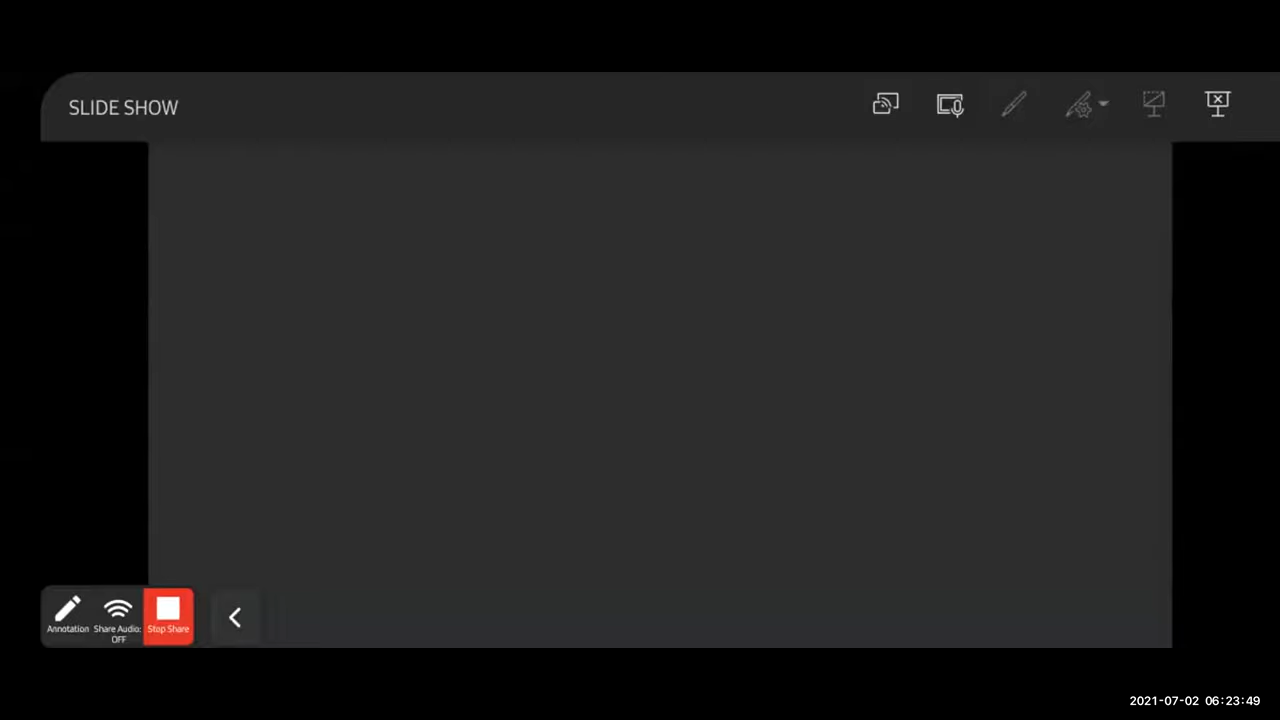 SLIDE SHOW
Annotation
Share Audio:
OFF
Stop Share
2021-07-02 06:23:49